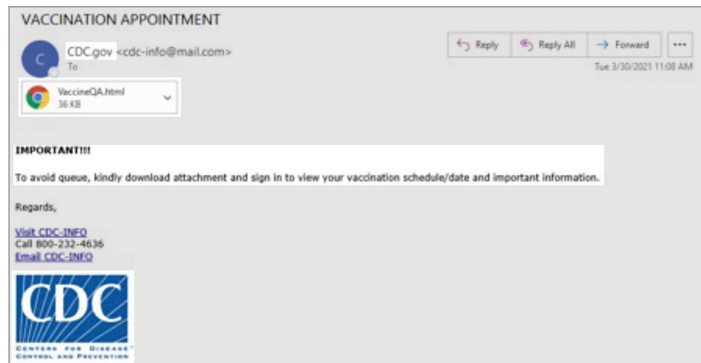 VACCINATION APPOINTMENT
C
CDC.gov <cdc-info@mail.com>
To
Reply
Reply All
Forward
...
Tue 3/30/2021 11:08 AM
VaccineQA.html
36 KB
IMPORTANT!!!
To avoid queue, kindly download attachment and sign in to view your vaccination schedule/date and important information.
Regards,
Visit CDC-INFO
Call 800-232-4636
Email CDC-INFO
CDC
CENTERS FOR DISEASE
CONTROL AND PREVENTION